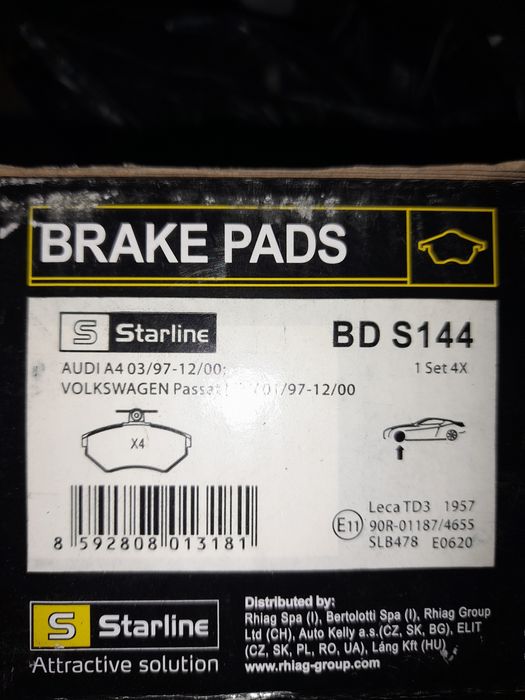 BRAKE PADS
S Starline
BD S144
AUDI A4 03/97-12/00;
1 Set 4X
VOLKSWAGEN Passat 01/97-12/00
X4
Leca TD3 1957
E11 90R-01187/4655
SLB478 E0620
8 592808 013181
S Starline
Attractive solution
Distributed by:
Rhiag Spa (I), Bertolotti Spa (I), Rhiag Group
Ltd (CH), Auto Kelly a.s.(CZ, SK, BG), ELIT
(CZ, SK, PL, RO, UA), Láng Kft (HU)
www.rhiag-group.com